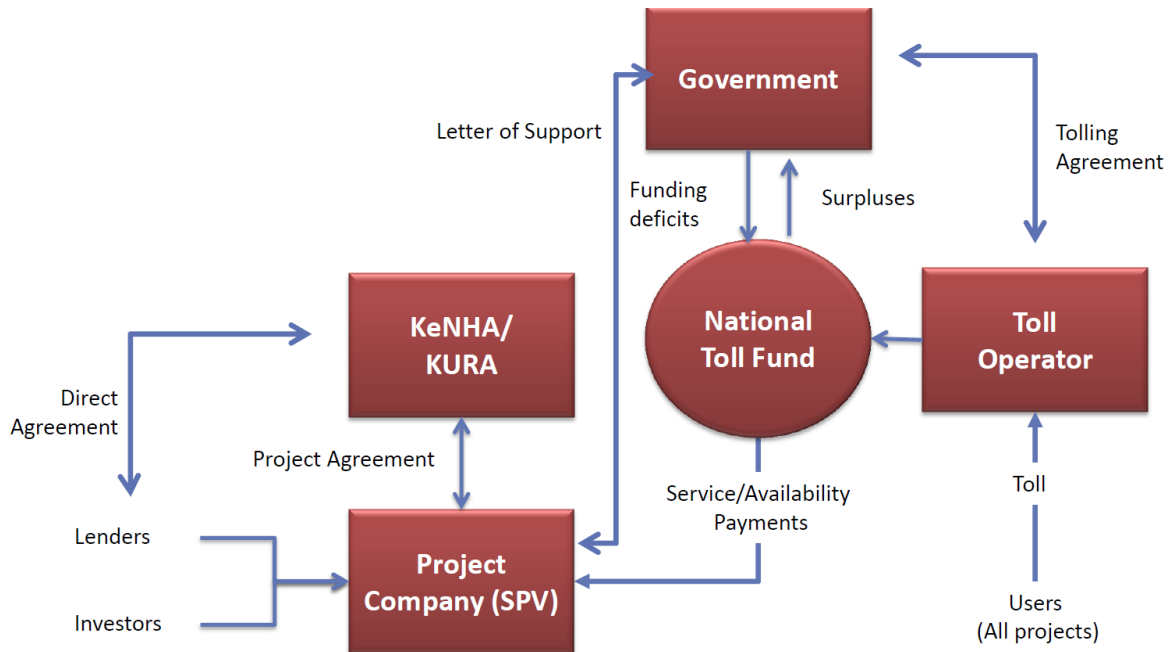 Government
Letter of Support
Tolling
Agreement
Funding
deficits
Surpluses
KeNHA/
KURA
National
Toll Fund
Toll
Operator
Direct
Agreement
Project Agreement
Service/Availability
Payments
Toll
Lenders
Project
Company (SPV)
Investors
Users
(All projects)